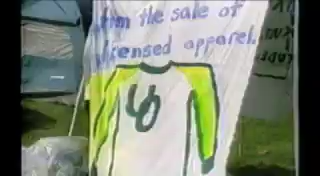 from the sale of
licensed apparel.
UO